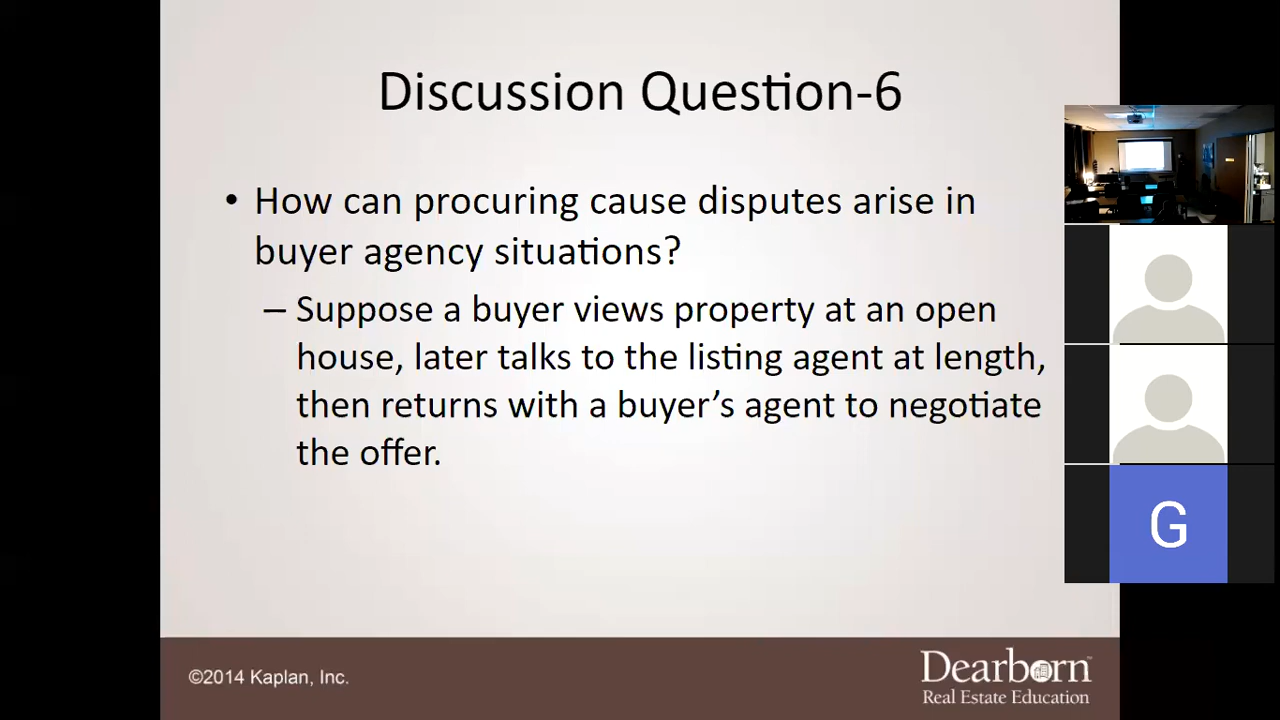 Discussion Question-6
• How can procuring cause disputes arise in
buyer agency situations?
– Suppose a buyer views property at an open
house, later talks to the listing agent at length,
then returns with a buyer’s agent to negotiate
the offer.
G
©2014 Kaplan, Inc.
Dearborn™
Real Estate Education